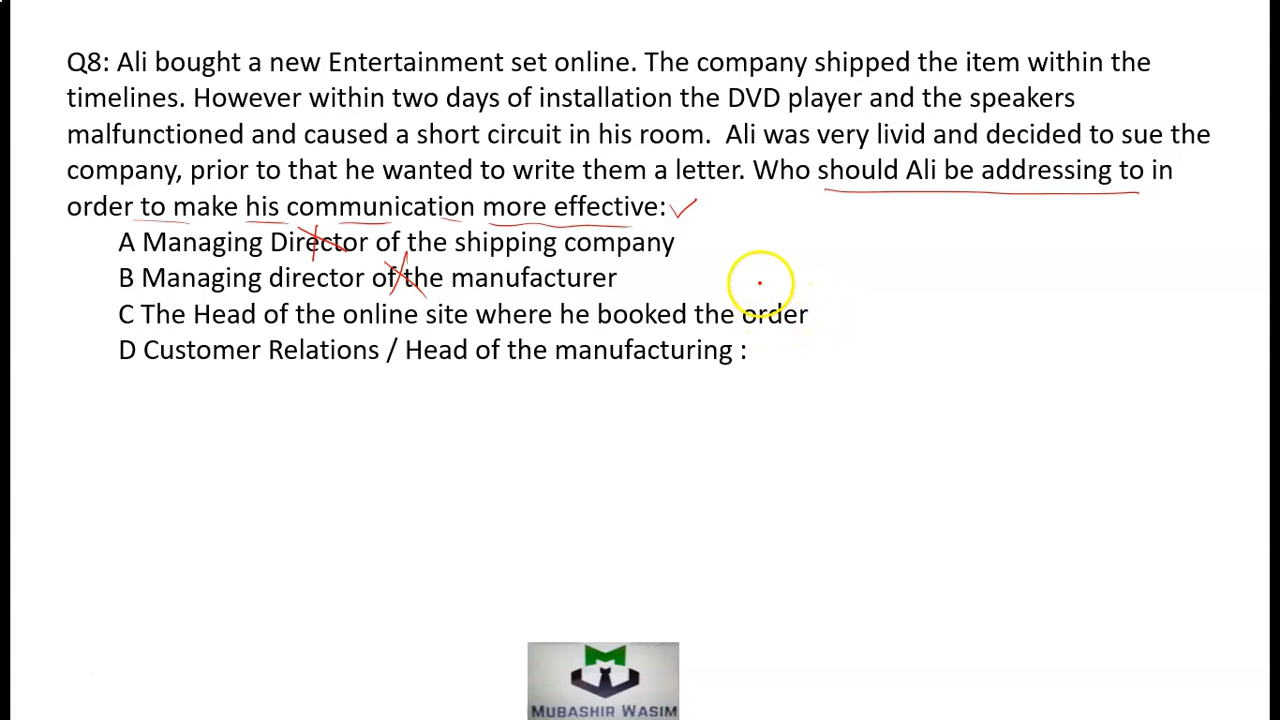 Q8: Ali bought a new Entertainment set online. The company shipped the item within the
timelines. However within two days of installation the DVD player and the speakers
malfunctioned and caused a short circuit in his room.  Ali was very livid and decided to sue the
company, prior to that he wanted to write them a letter. Who should Ali be addressing to in
order to make his communication more effective:
A Managing Director of the shipping company
B Managing director of the manufacturer
C The Head of the online site where he booked the order
D Customer Relations / Head of the manufacturing :
MUBASHIR WASIM